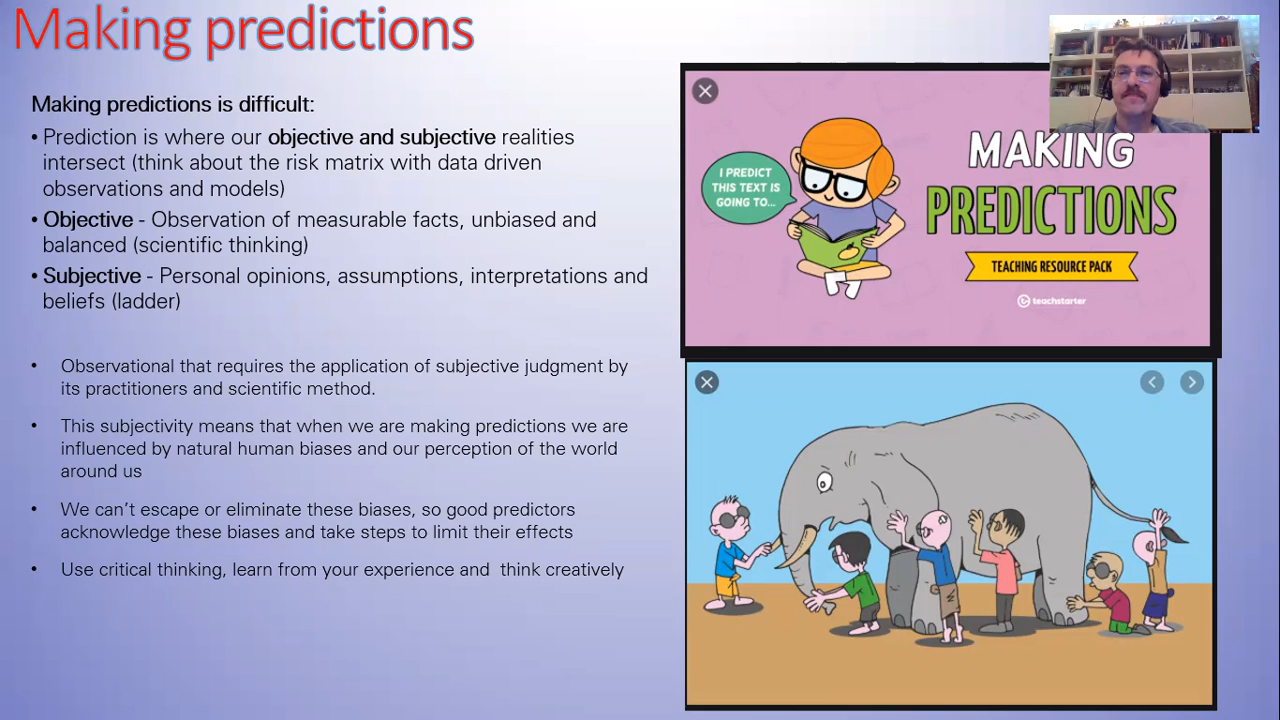 Making predictions
Making predictions is difficult:
• Prediction is where our objective and subjective realities
intersect (think about the risk matrix with data driven
observations and models)
• Objective - Observation of measurable facts, unbiased and
balanced (scientific thinking)
• Subjective - Personal opinions, assumptions, interpretations and
beliefs (ladder)
• Observational that requires the application of subjective judgment by
its practitioners and scientific method.
• This subjectivity means that when we are making predictions we are
influenced by natural human biases and our perception of the world
around us
• We can’t escape or eliminate these biases, so good predictors
acknowledge these biases and take steps to limit their effects
• Use critical thinking, learn from your experience and  think creatively
I PREDICT
THIS TEXT IS
GOING TO...
MAKING
PREDICTIONS
TEACHING RESOURCE PACK
teachstarter